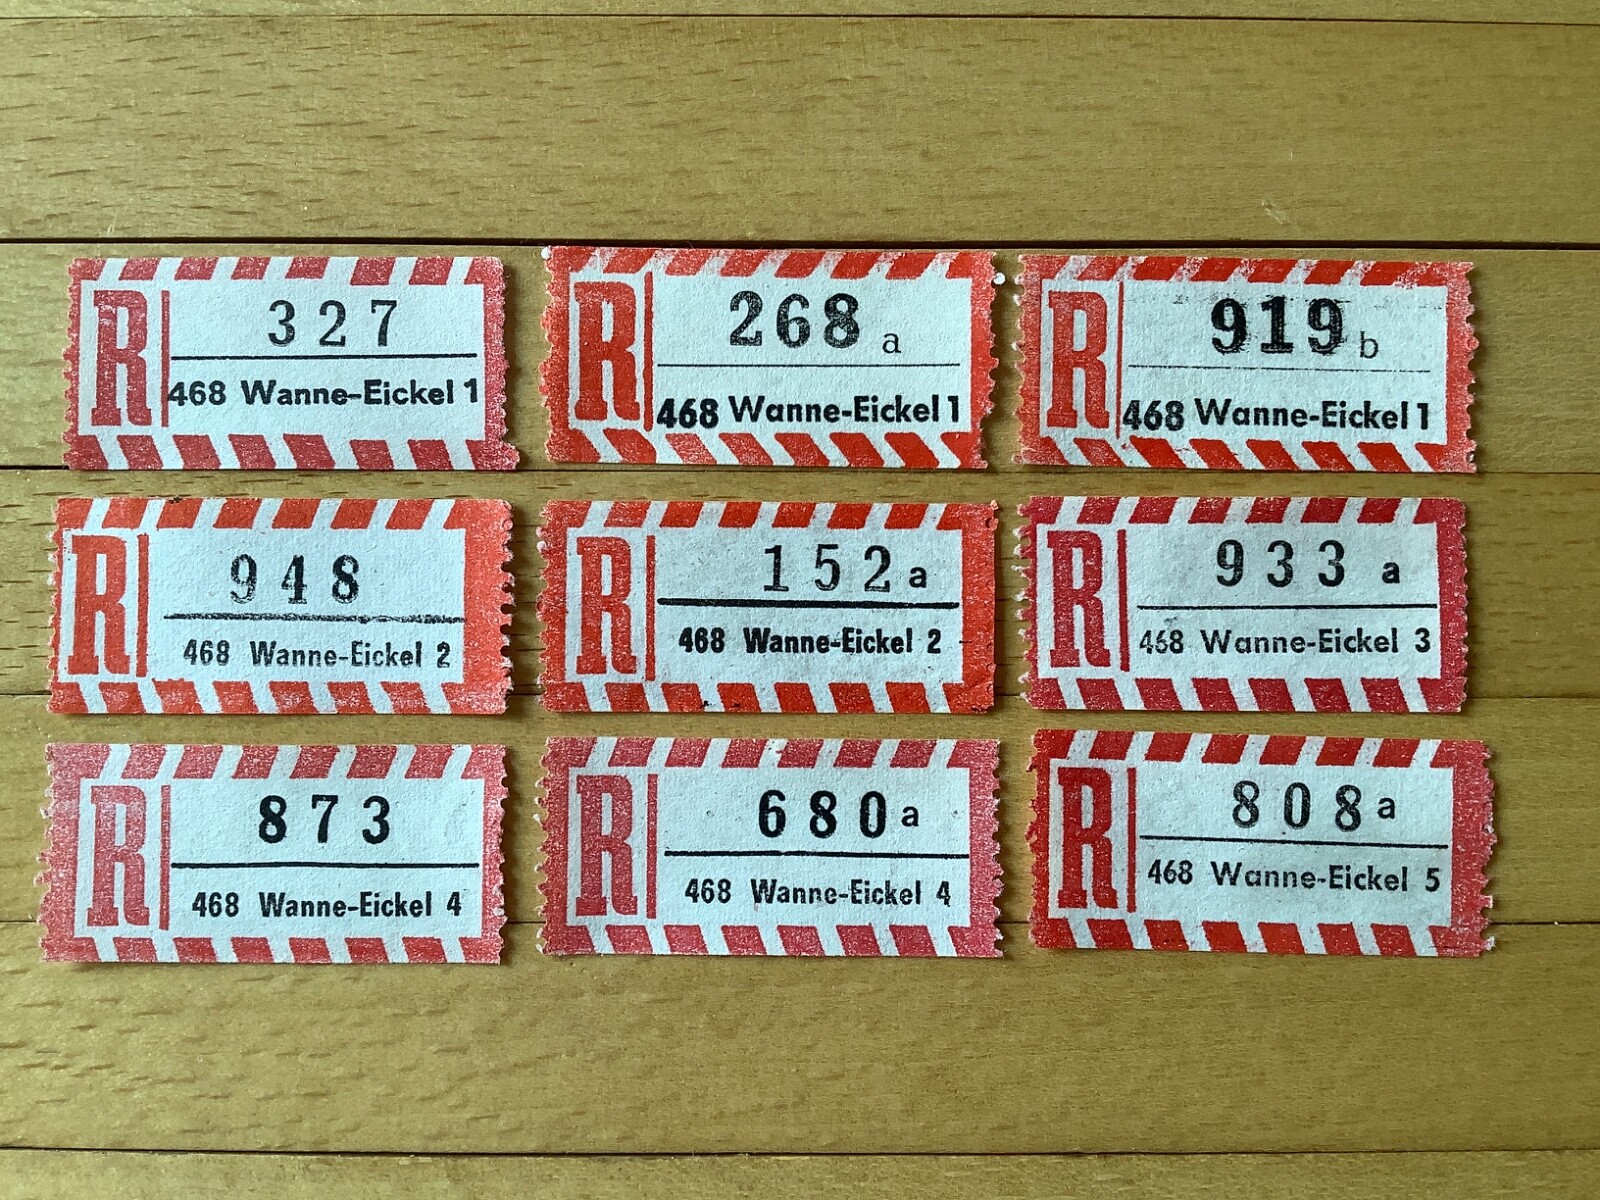 R 327
468 Wanne-Eickel 1
R 268 a
468 Wanne-Eickel 1
R 919 b
468 Wanne-Eickel 1
R 948
468 Wanne-Eickel 2
R 152 a
468 Wanne-Eickel 2
R 933 a
468 Wanne-Eickel 3
R 873
468 Wanne-Eickel 4
R 680 a
468 Wanne-Eickel 4
R 808 a
468 Wanne-Eickel 5